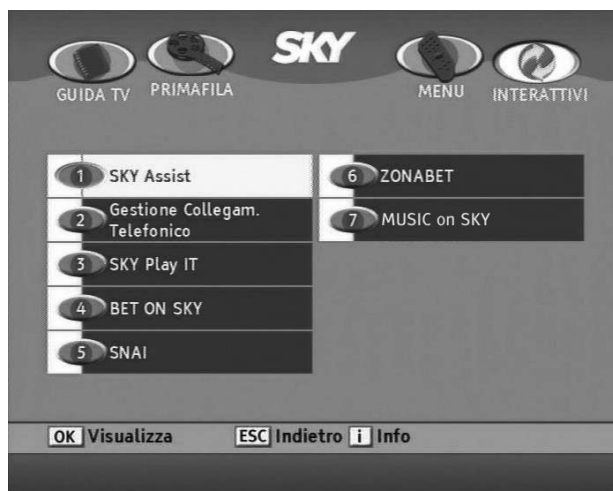 SKY
GUIDA TV
PRIMAFILA
MENU
INTERATTIVI
1 SKY Assist
2 Gestione Collegam.
Telefonico
3 SKY Play IT
4 BET ON SKY
5 SNAI
6 ZONABET
7 MUSIC on SKY
OK Visualizza ESC Indietro i Info